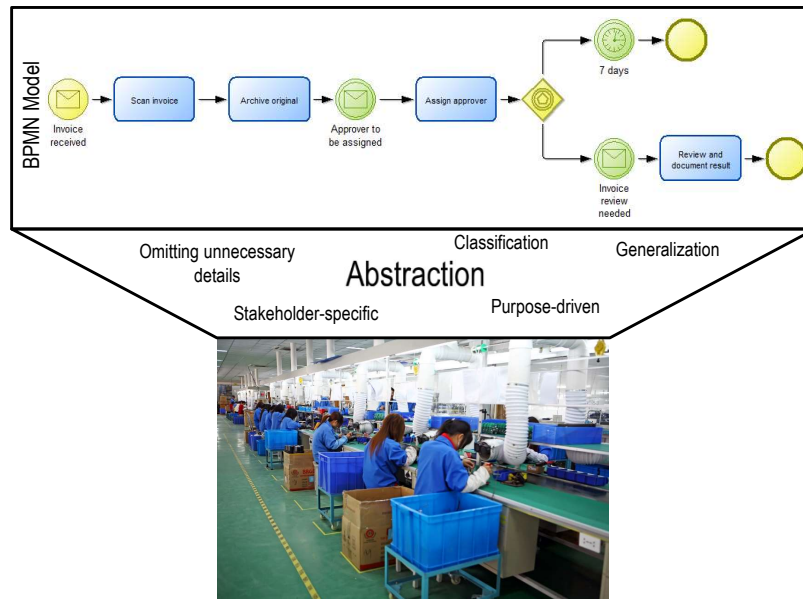 BPMN Model
Invoice
received
Scan invoice
Archive original
Approver to
be assigned
Assign approver
7 days
Invoice
review
needed
Review and
document result
Omitting unnecessary
details
Classification
Generalization
Abstraction
Stakeholder-specific
Purpose-driven